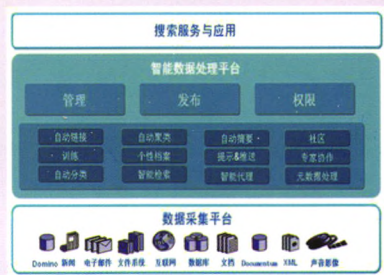 搜索服务与应用
智能数据处理平台
管理 发布 权限
自动链接 自动聚类 自动摘要 社区
训练 个性档案 提示&推送 专家协作
自动分类 智能检索 智能代理 元数据处理
数据采集平台
Domino 新闻 电子邮件 文件系统 互联网 数据库 文档 Documentum XML 声音影像